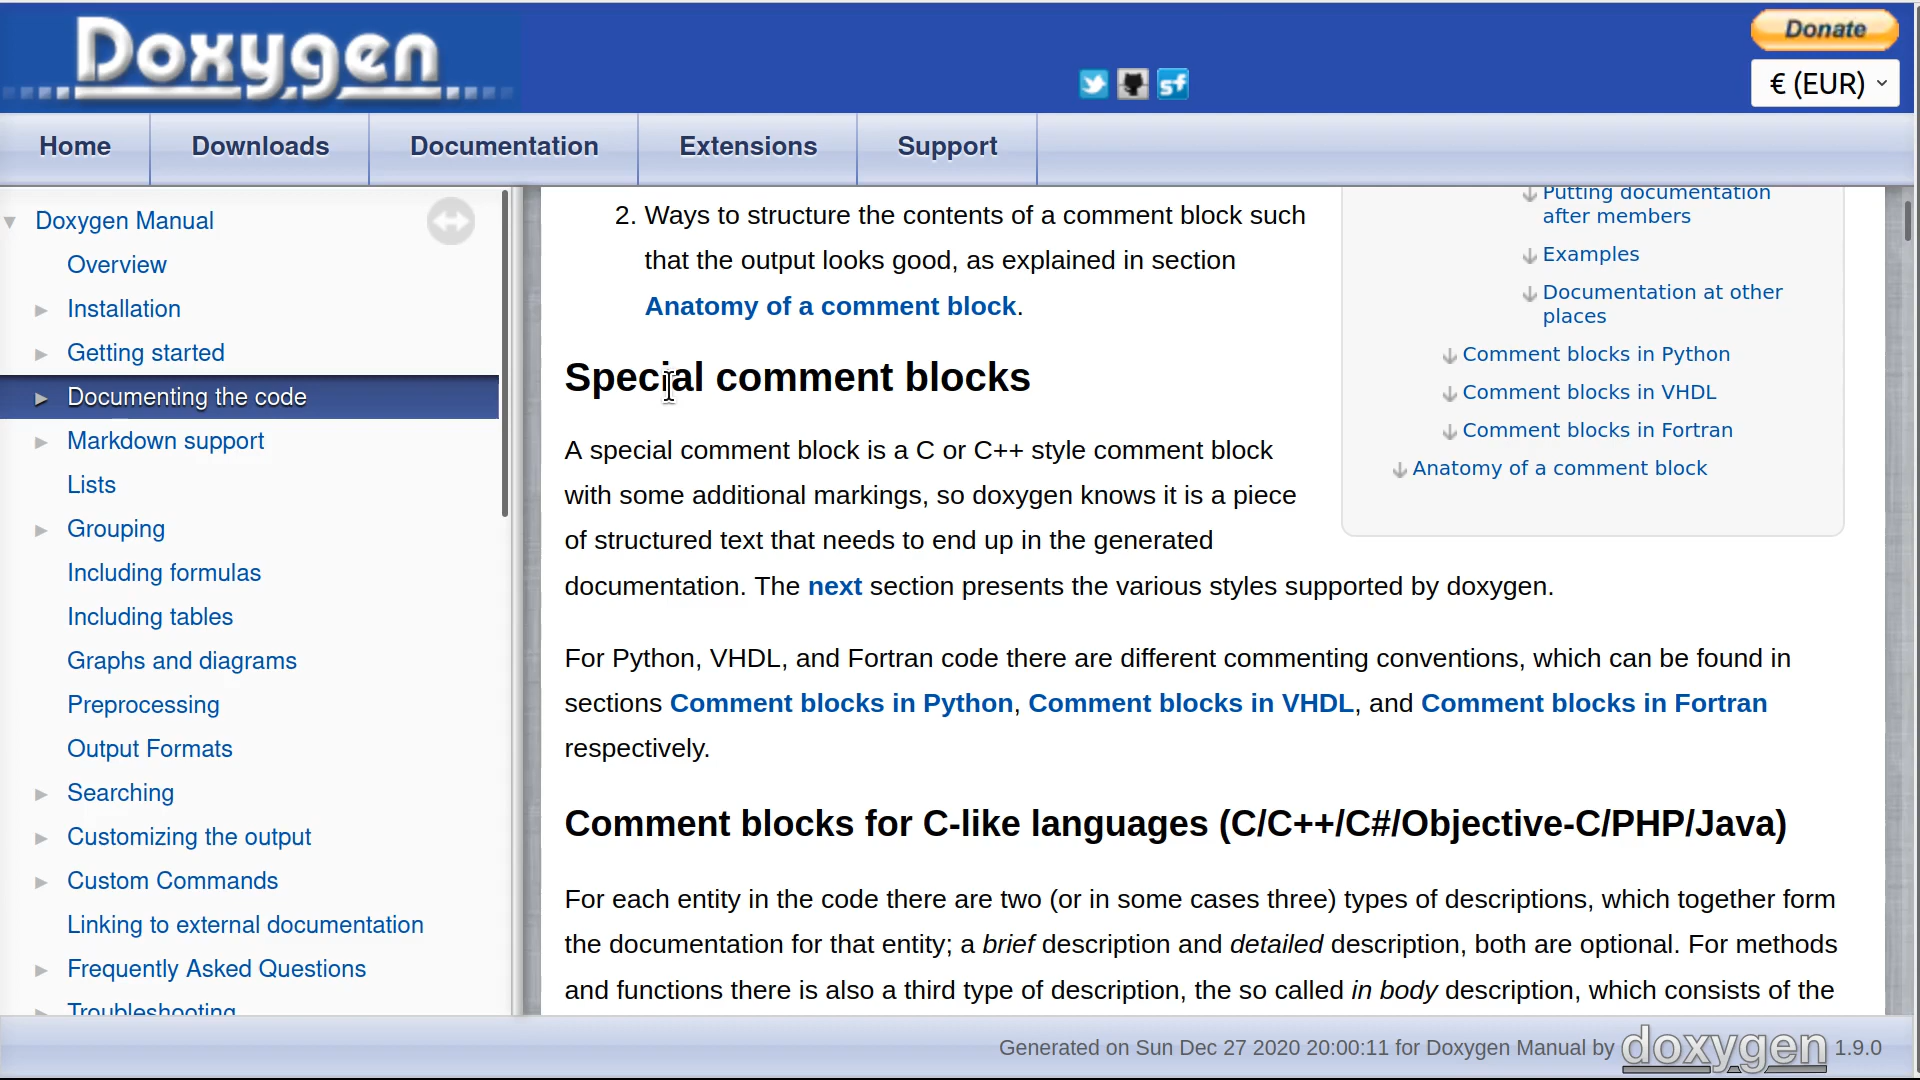 Doxygen
Donate
€ (EUR)
Home
Downloads
Documentation
Extensions
Support
Doxygen Manual
Overview
Installation
Getting started
Documenting the code
Markdown support
Lists
Grouping
Including formulas
Including tables
Graphs and diagrams
Preprocessing
Output Formats
Searching
Customizing the output
Custom Commands
Linking to external documentation
Frequently Asked Questions
Troubleshooting
2. Ways to structure the contents of a comment block such
that the output looks good, as explained in section
Anatomy of a comment block.
Special comment blocks
A special comment block is a C or C++ style comment block
with some additional markings, so doxygen knows it is a piece
of structured text that needs to end up in the generated
documentation. The next section presents the various styles supported by doxygen.
For Python, VHDL, and Fortran code there are different commenting conventions, which can be found in
sections Comment blocks in Python, Comment blocks in VHDL, and Comment blocks in Fortran
respectively.
Comment blocks for C-like languages (C/C++/C#/Objective-C/PHP/Java)
For each entity in the code there are two (or in some cases three) types of descriptions, which together form
the documentation for that entity; a brief description and detailed description, both are optional. For methods
and functions there is also a third type of description, the so called in body description, which consists of the
Putting documentation
after members
Examples
Documentation at other
places
Comment blocks in Python
Comment blocks in VHDL
Comment blocks in Fortran
Anatomy of a comment block
Generated on Sun Dec 27 2020 20:00:11 for Doxygen Manual by doxygen 1.9.0